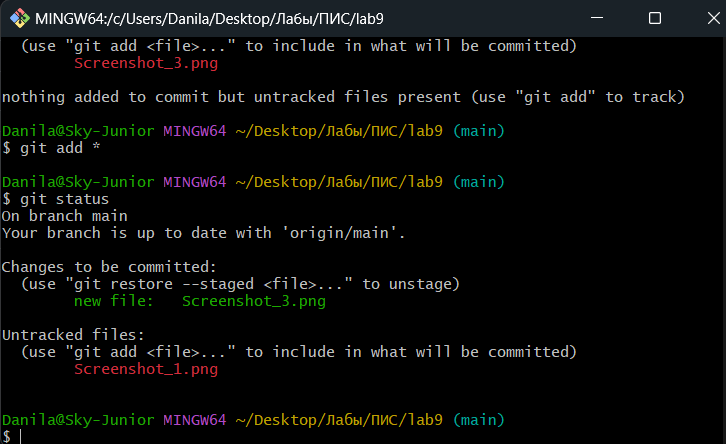 MINGW64:/c/Users/Danila/Desktop/Лабы/ПИС/lab9
(use "git add <file>..." to include in what will be committed)
Screenshot_3.png
nothing added to commit but untracked files present (use "git add" to track)
Danila@Sky-Junior MINGW64 ~/Desktop/Лабы/ПИС/lab9 (main)
$ git add *
Danila@Sky-Junior MINGW64 ~/Desktop/Лабы/ПИС/lab9 (main)
$ git status
On branch main
Your branch is up to date with 'origin/main'.
Changes to be committed:
(use "git restore --staged <file>..." to unstage)
new file:   Screenshot_3.png
Untracked files:
(use "git add <file>..." to include in what will be committed)
Screenshot_1.png
Danila@Sky-Junior MINGW64 ~/Desktop/Лабы/ПИС/lab9 (main)
$